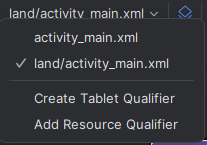 land/activity_main.xml
activity_main.xml
land/activity_main.xml
Create Tablet Qualifier
Add Resource Qualifier